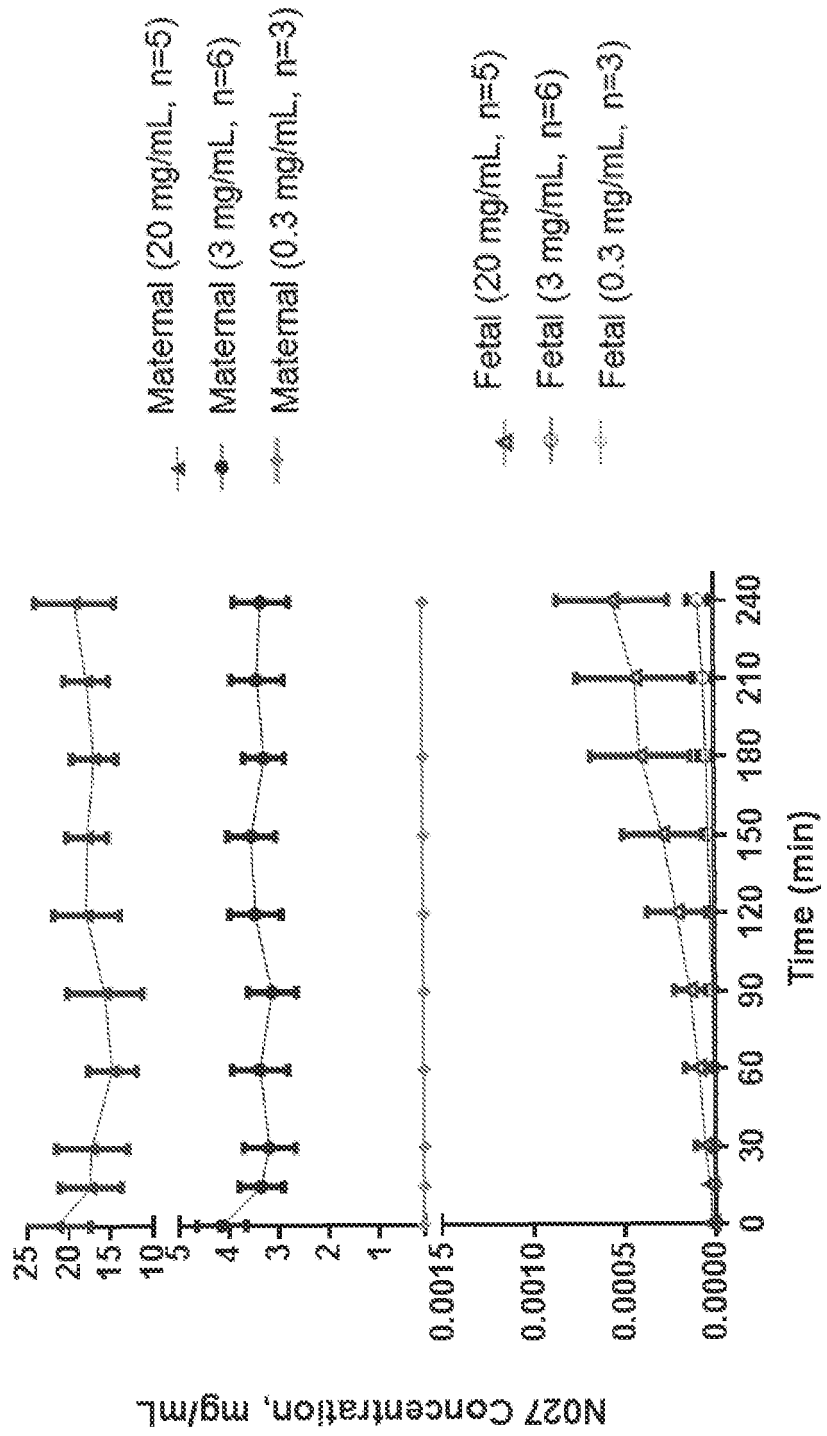 N027 Concentration, mg/mL
25
20
15
10
5
4
3
2
1
0.0015
0.0010
0.0005
0.0000
0 30 60 90 120 150 180 210 240
Time (min)
Maternal (20 mg/mL, n=5)
Maternal (3 mg/mL, n=6)
Maternal (0.3 mg/mL, n=3)
Fetal (20 mg/mL, n=5)
Fetal (3 mg/mL, n=6)
Fetal (0.3 mg/mL, n=3)